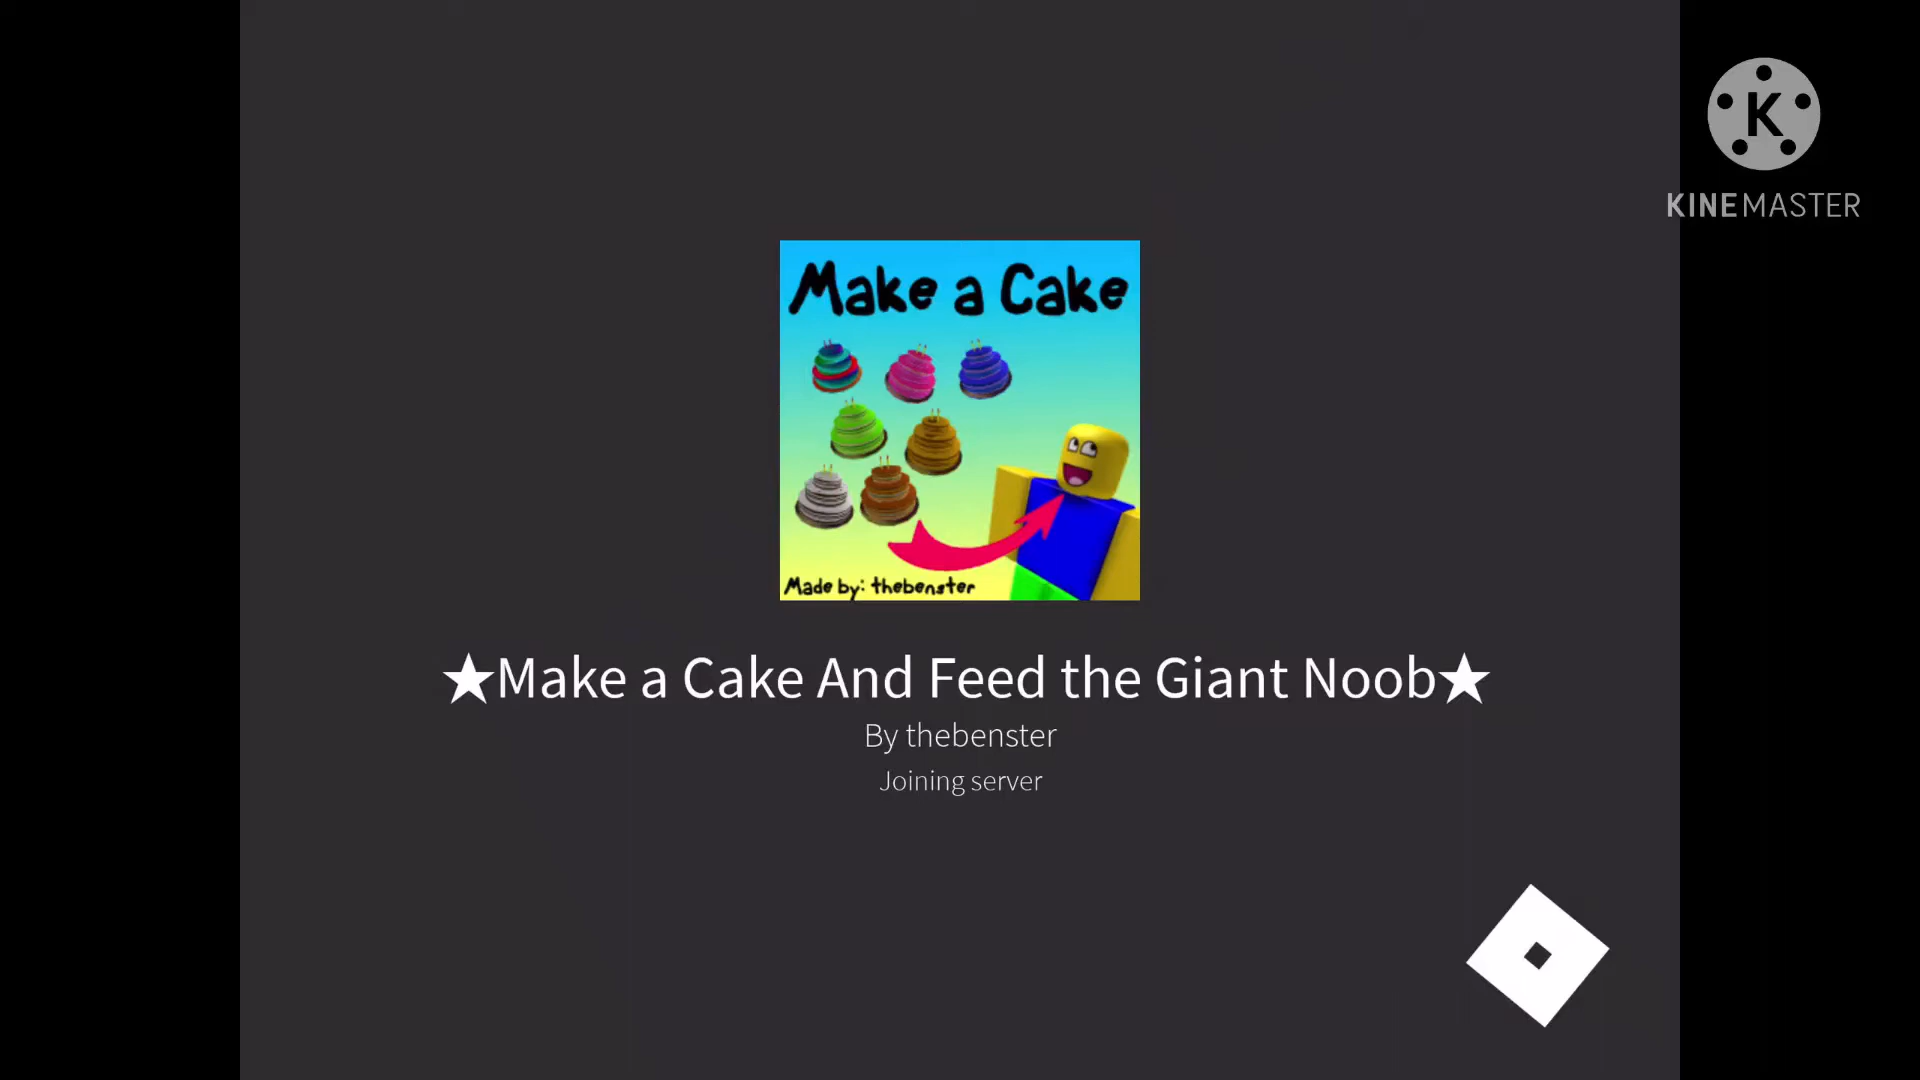 K
KINEMASTER
Make a Cake
Made by: thebenster
★Make a Cake And Feed the Giant Noob★
By thebenster
Joining server